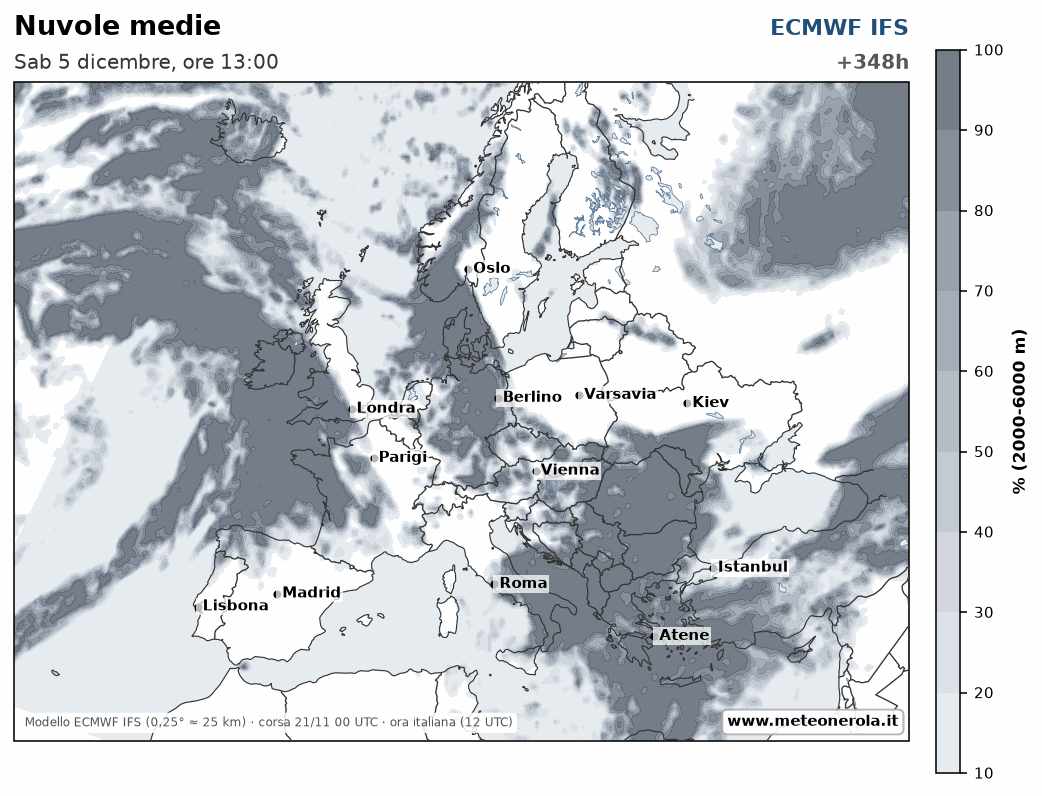 Nuvole medie
ECMWF IFS
Sab 5 dicembre, ore 13:00
+348h
Oslo
Londra
Berlino
Varsavia
Kiev
Parigi
Vienna
Istanbul
Madrid
Roma
Lisbona
Atene
Modello ECMWF IFS (0,25° ≈ 25 km) · corsa 21/11 00 UTC · ora italiana (12 UTC)
www.meteonerola.it
100
90
80
70
60
50
40
30
20
10
% (2000-6000 m)